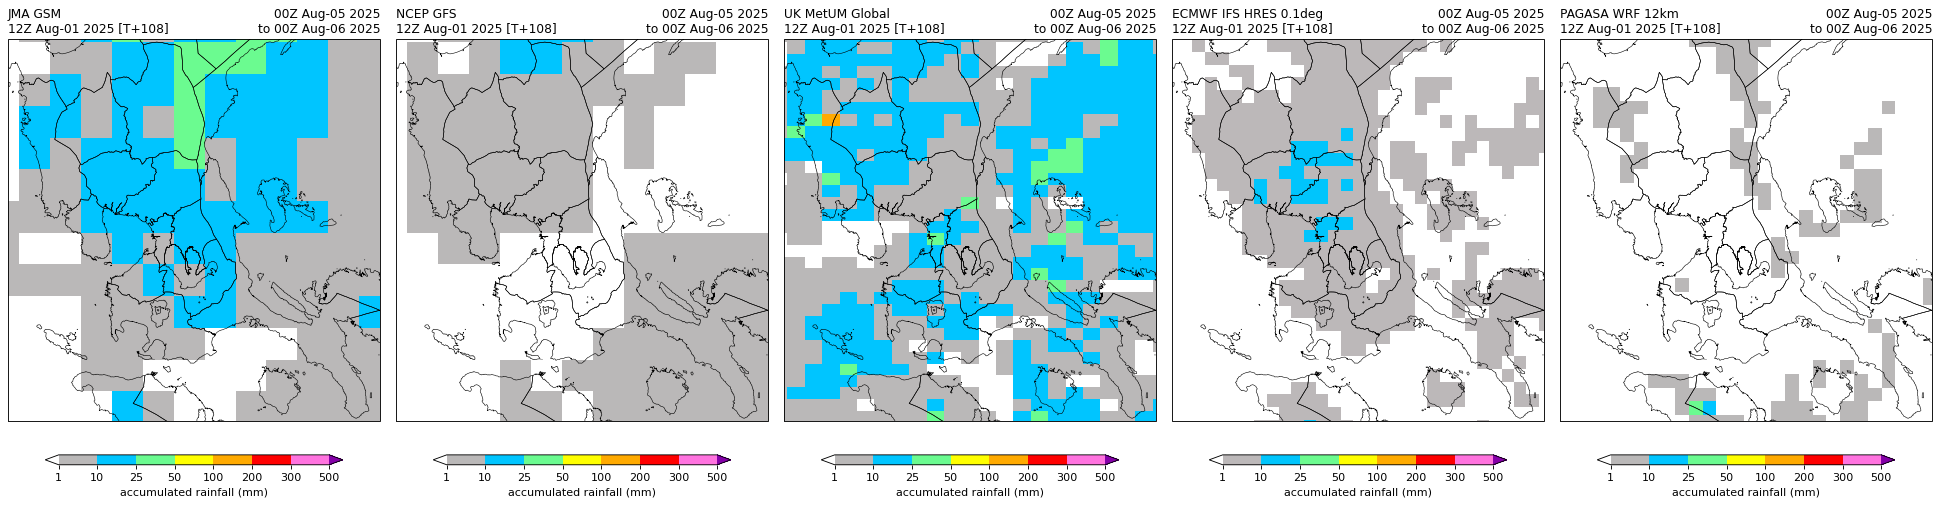 JMA GSM 00Z Aug-05 2025
12Z Aug-01 2025 [T+108] to 00Z Aug-06 2025
NCEP GFS 00Z Aug-05 2025
12Z Aug-01 2025 [T+108] to 00Z Aug-06 2025
UK MetUM Global 00Z Aug-05 2025
12Z Aug-01 2025 [T+108] to 00Z Aug-06 2025
ECMWF IFS HRES 0.1deg 00Z Aug-05 2025
12Z Aug-01 2025 [T+108] to 00Z Aug-06 2025
PAGASA WRF 12km 00Z Aug-05 2025
12Z Aug-01 2025 [T+108] to 00Z Aug-06 2025
1 10 25 50 100 200 300 500
accumulated rainfall (mm)
1 10 25 50 100 200 300 500
accumulated rainfall (mm)
1 10 25 50 100 200 300 500
accumulated rainfall (mm)
1 10 25 50 100 200 300 500
accumulated rainfall (mm)
1 10 25 50 100 200 300 500
accumulated rainfall (mm)